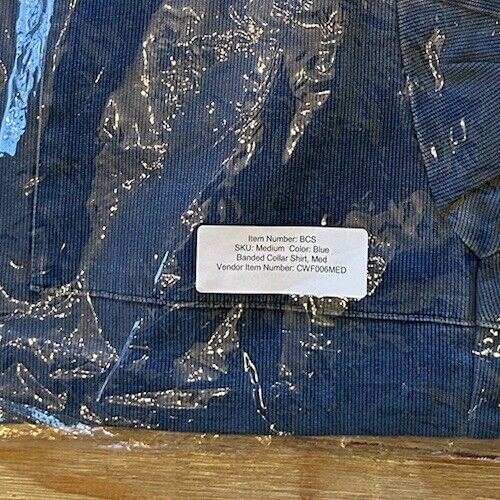 Item Number: BCS
SKU: Medium Color: Blue
Banded Collar Shirt, Med
Vendor Item Number: CWF006MED